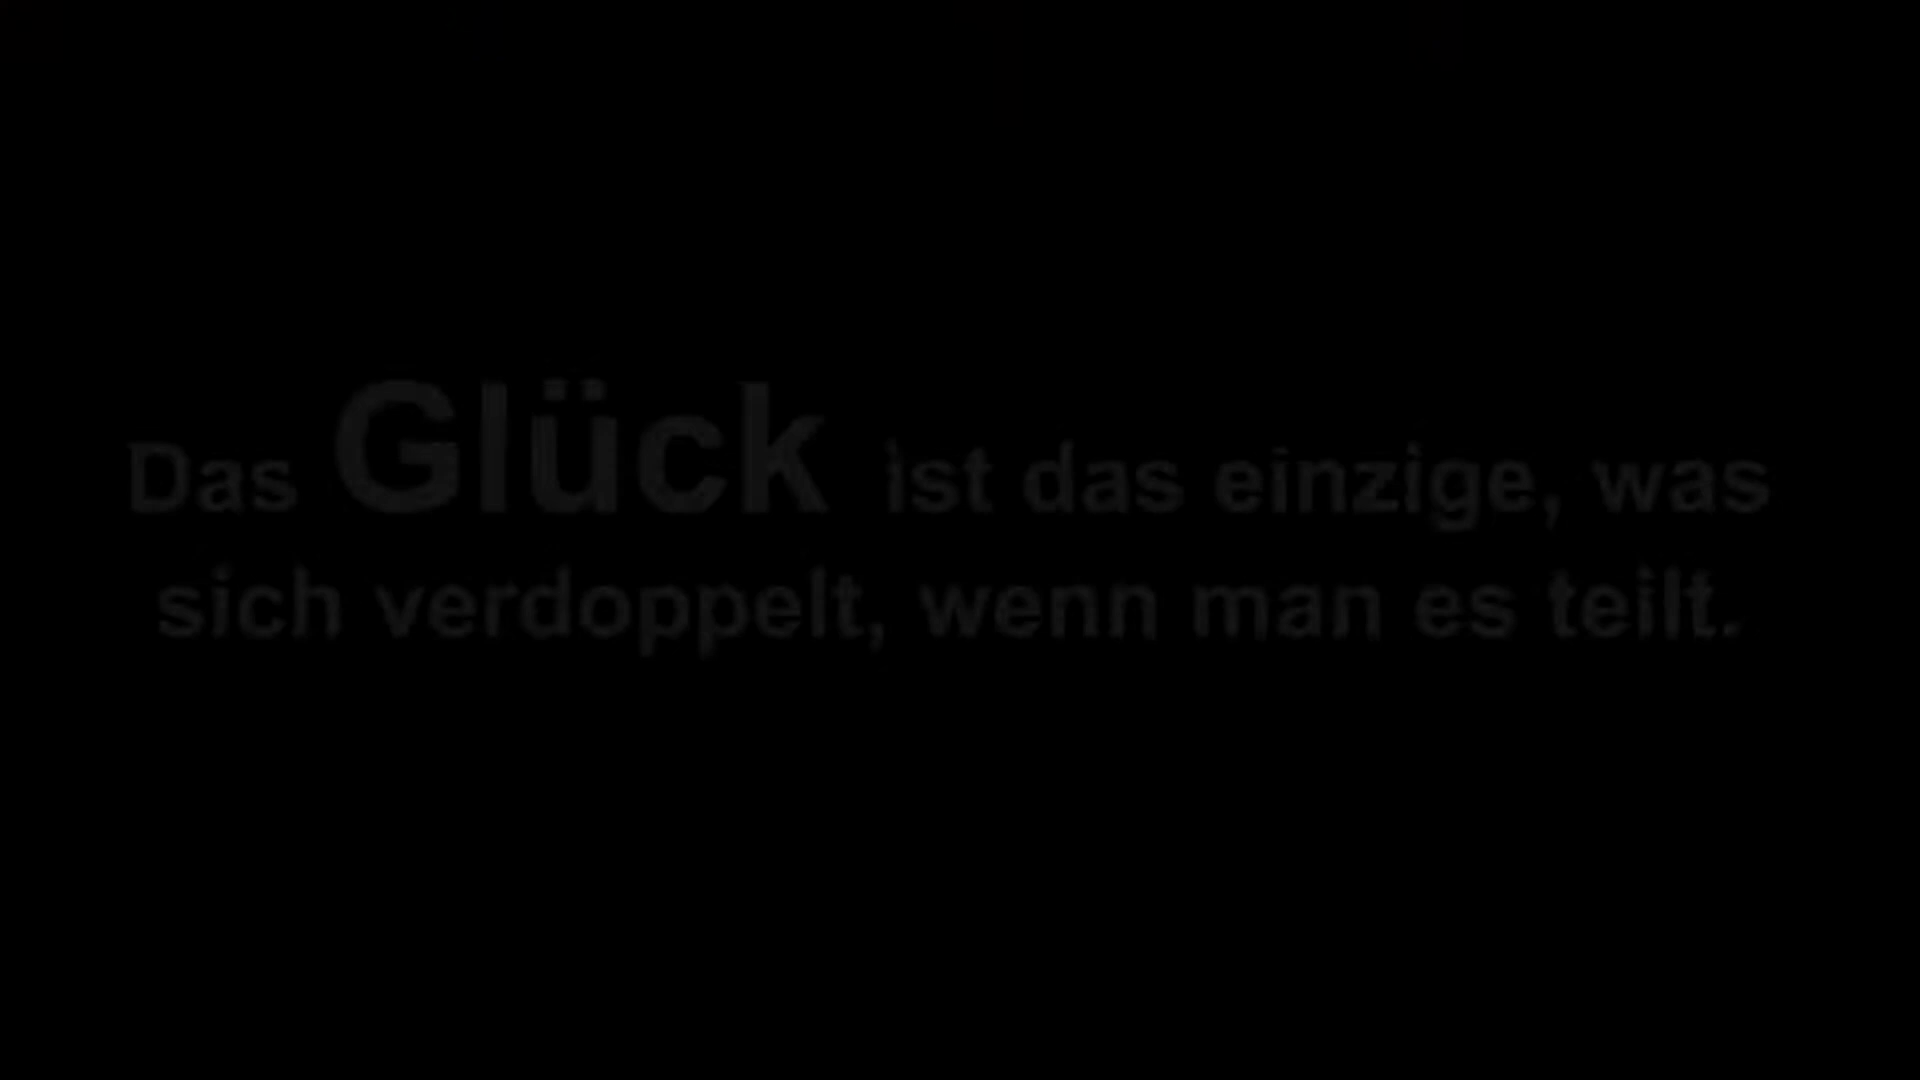 Das Glück ist das einzige, was
sich verdoppelt, wenn man es teilt.